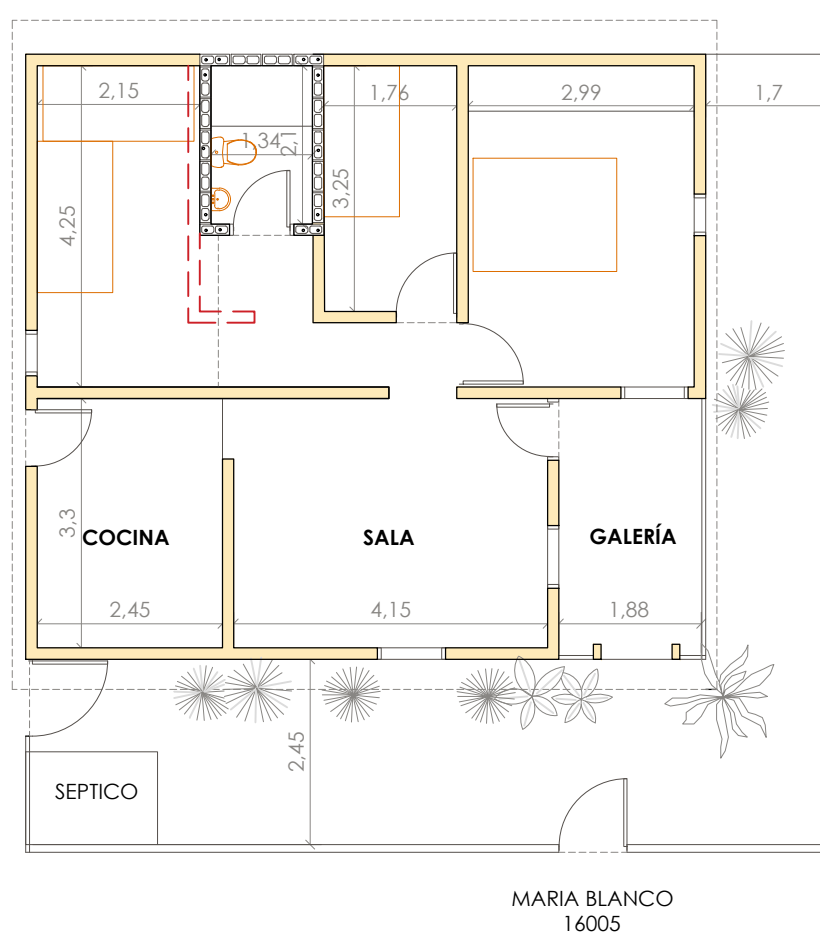 2,15
1,76
2,99
1,7
1,34
2,1
3,25
4,25
3,3
COCINA
SALA
GALERÍA
2,45
4,15
1,88
2,45
SEPTICO
MARIA BLANCO
16005